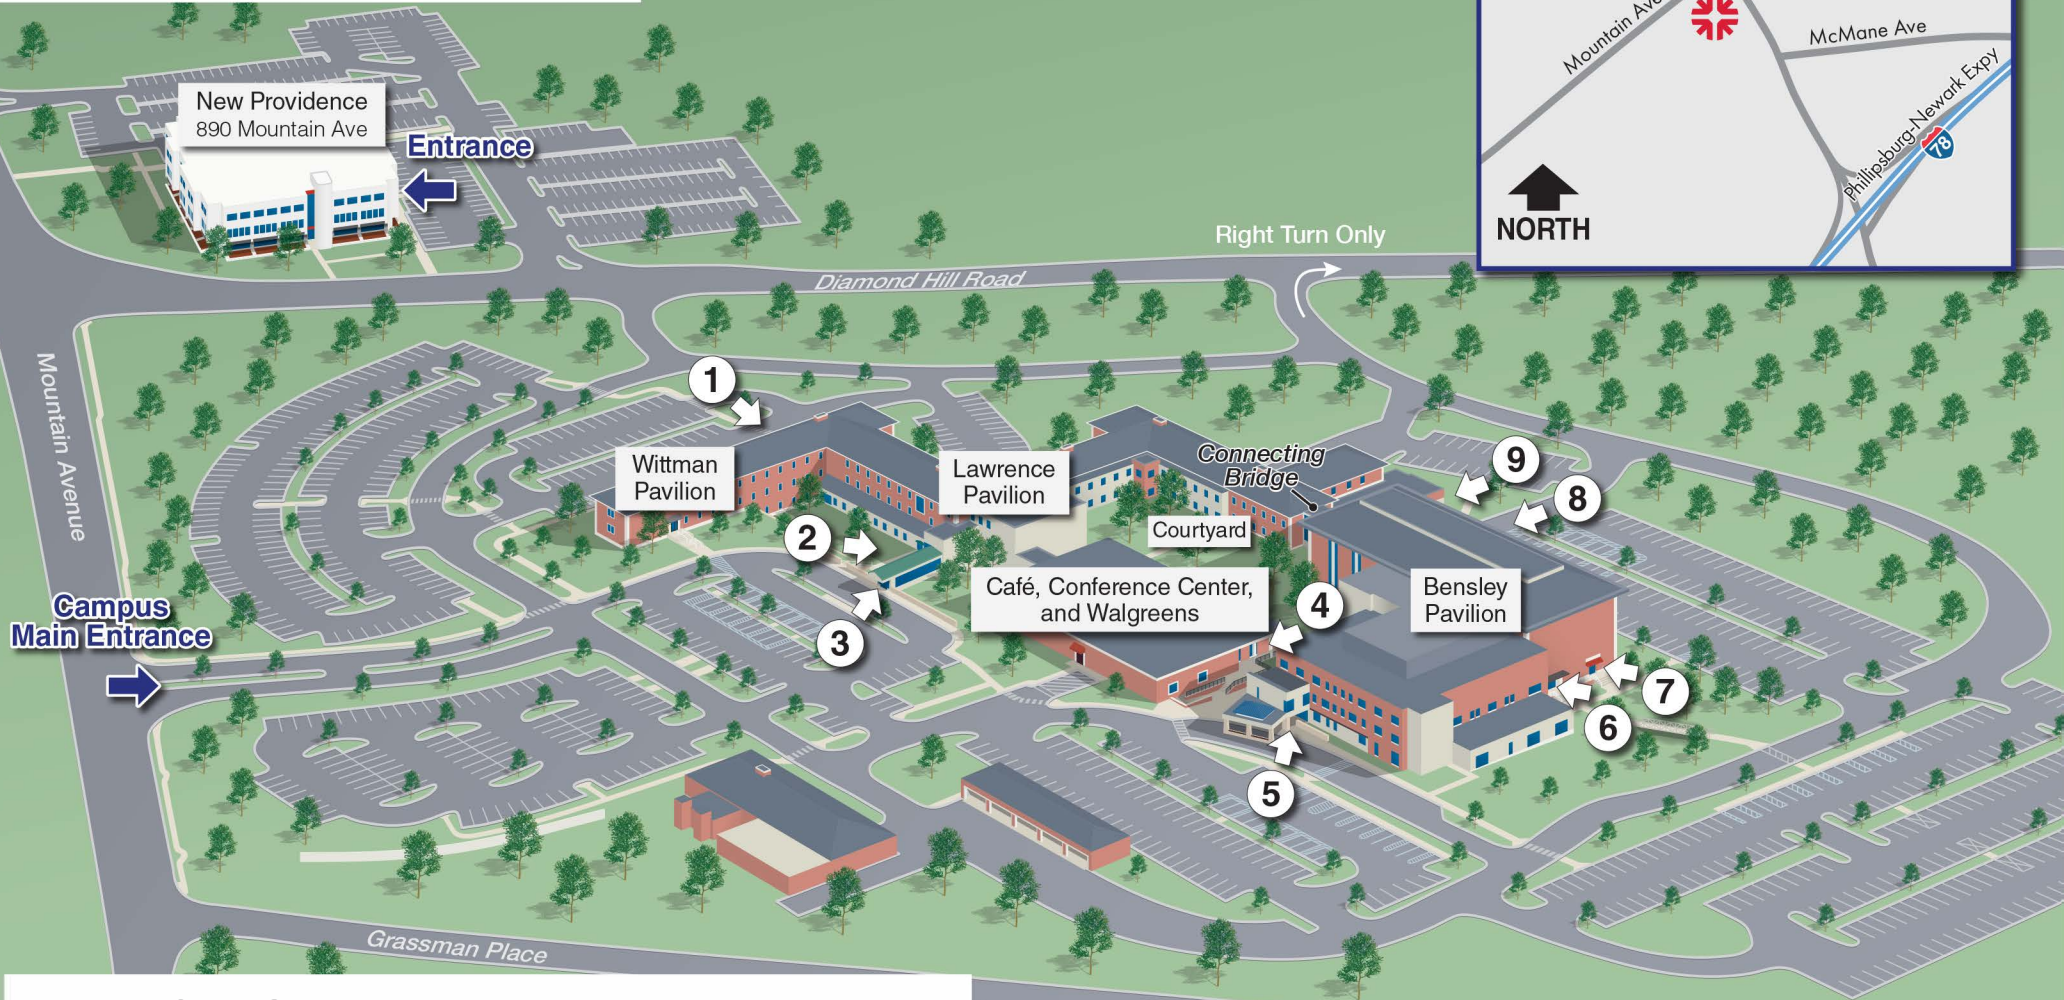 New Providence
890 Mountain Ave
Entrance
Mountain Ave
McMane Ave
Phillipsburg-Newark Expy
78
NORTH
Right Turn Only
Diamond Hill Road
Mountain Avenue
1
Wittman
Pavilion
Lawrence
Pavilion
Connecting
Bridge
9
8
Courtyard
2
3
Café, Conference Center,
and Walgreens
4
Bensley
Pavilion
Campus
Main Entrance
7
6
5
Grassman Place